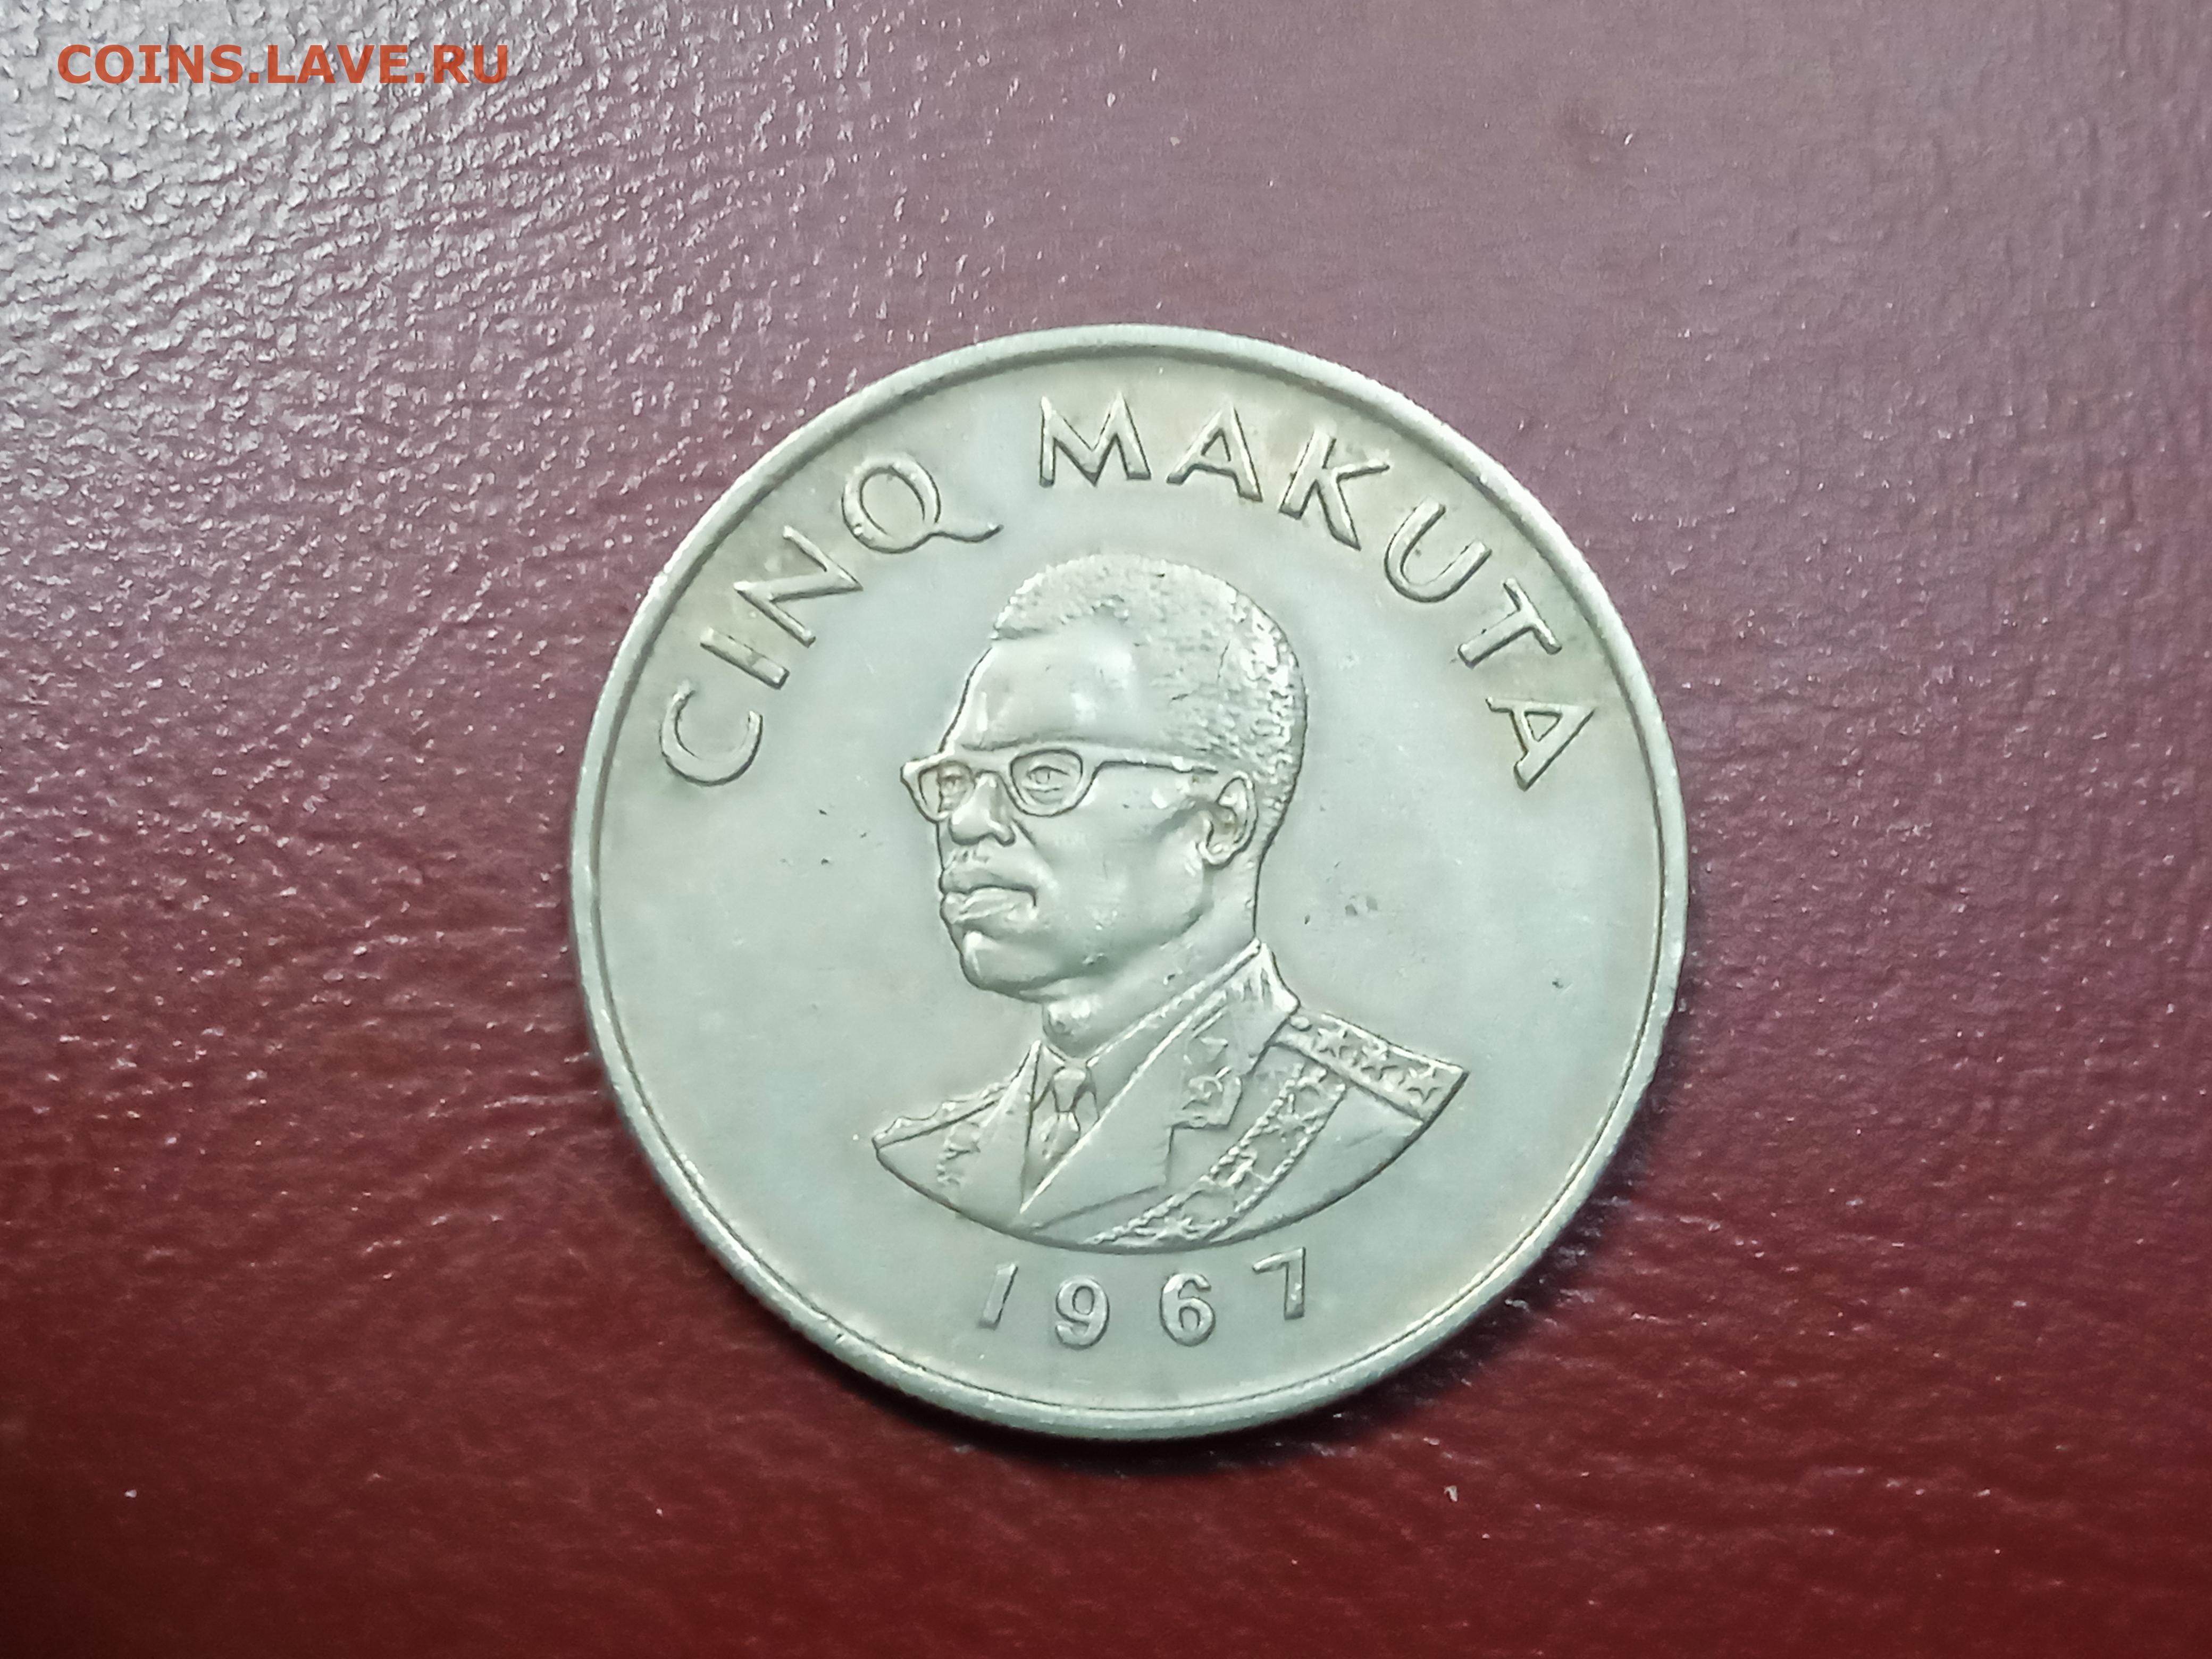 COINS.LAVE.RU
CINQ MAKUTA
1967